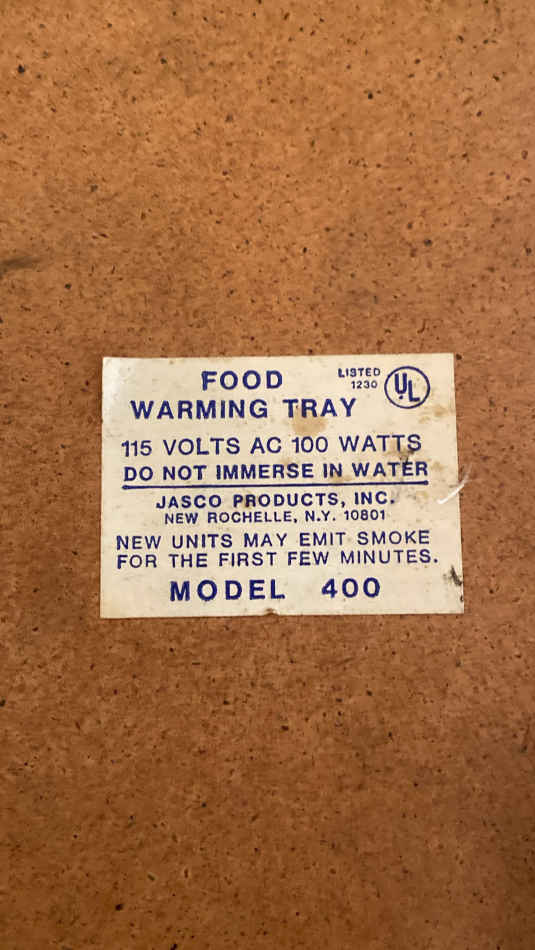 FOOD
WARMING TRAY
LISTED
1230
UL
115 VOLTS AC 100 WATTS
DO NOT IMMERSE IN WATER
JASCO PRODUCTS, INC.
NEW ROCHELLE, N.Y. 10801
NEW UNITS MAY EMIT SMOKE
FOR THE FIRST FEW MINUTES.
MODEL 400